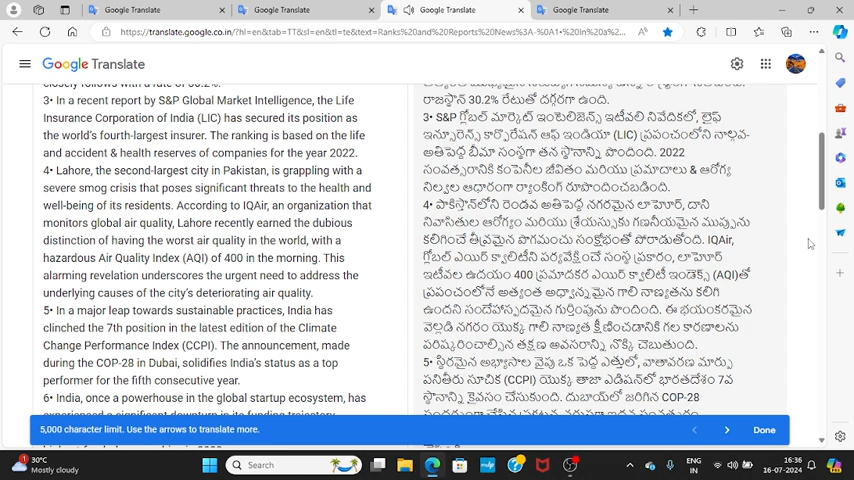 Google Translate
Google Translate
Google Translate
Google Translate
https://translate.google.co.in/?hl=en&tab=TT&sl=en&tl=te&text=Ranks%20and%20Reports%20News%3A-%0A1•%20In%20a...
Google Translate
closely follows with a rate of 30.2%.
3• In a recent report by S&P Global Market Intelligence, the Life
Insurance Corporation of India (LIC) has secured its position as
the world's fourth-largest insurer. The ranking is based on the life
and accident & health reserves of companies for the year 2022.
4• Lahore, the second-largest city in Pakistan, is grappling with a
severe smog crisis that poses significant threats to the health and
well-being of its residents. According to IQAir, an organization that
monitors global air quality, Lahore recently earned the dubious
distinction of having the worst air quality in the world, with a
hazardous Air Quality Index (AQI) of 400 in the morning. This
alarming revelation underscores the urgent need to address the
underlying causes of the city's deteriorating air quality.
5• In a major leap towards sustainable practices, India has
clinched the 7th position in the latest edition of the Climate
Change Performance Index (CCPI). The announcement, made
during the COP-28 in Dubai, solidifies India's status as a top
performer for the fifth consecutive year.
6• India, once a powerhouse in the global startup ecosystem, has
experienced a significant downturn in its funding trajectory
రాజస్థాన్ 30.2% రేటుతో దగ్గరగా ఉంది.
3• S&P గ్లోబల్ మార్కెట్ ఇంటెలిజెన్స్ ఇటీవలి నివేదికలో, లైఫ్
ఇన్సూరెన్స్ కార్పొరేషన్ ఆఫ్ ఇండియా (LIC) ప్రపంచంలోని నాల్గవ-
అతిపెద్ద బీమా సంస్థగా తన స్థానాన్ని పొందింది. 2022
సంవత్సరానికి కంపెనీల జీవితం మరియు ప్రమాదాలు & ఆరోగ్య
నిల్వల ఆధారంగా ర్యాంకింగ్ రూపొందించబడింది.
4• పాకిస్తాన్‌లోని రెండవ అతిపెద్ద నగరమైన లాహోర్, దాని
నివాసితుల ఆరోగ్యం మరియు శ్రేయస్సుకు గణనీయమైన ముప్పును
కలిగించే తీవ్రమైన పొగమంచు సంక్షోభంతో పోరాడుతోంది. IQAir,
గ్లోబల్ ఎయిర్ క్వాలిటీని పర్యవేక్షించే సంస్థ ప్రకారం, లాహోర్
ఇటీవల ఉదయం 400 ప్రమాదకర ఎయిర్ క్వాలిటీ ఇండెక్స్ (AQI)తో
ప్రపంచంలోనే అత్యంత అధ్వాన్నమైన గాలి నాణ్యతను కలిగి
ఉందని సందేహాస్పదమైన గుర్తింపును పొందింది. ఈ భయంకరమైన
వెల్లడి నగరం యొక్క గాలి నాణ్యత క్షీణించడానికి గల కారణాలను
పరిష్కరించాల్సిన తక్షణ అవసరాన్ని నొక్కి చెబుతుంది.
5• స్థిరమైన అభ్యాసాల వైపు ఒక పెద్ద ఎత్తులో, వాతావరణ మార్పు
పనితీరు సూచిక (CCPI) యొక్క తాజా ఎడిషన్‌లో భారతదేశం 7వ
స్థానాన్ని కైవసం చేసుకుంది. దుబాయ్‌లో జరిగిన COP-28
5,000 character limit. Use the arrows to translate more.
Done
30°C
Mostly cloudy
Search
ENG
IN
16:36
16-07-2024